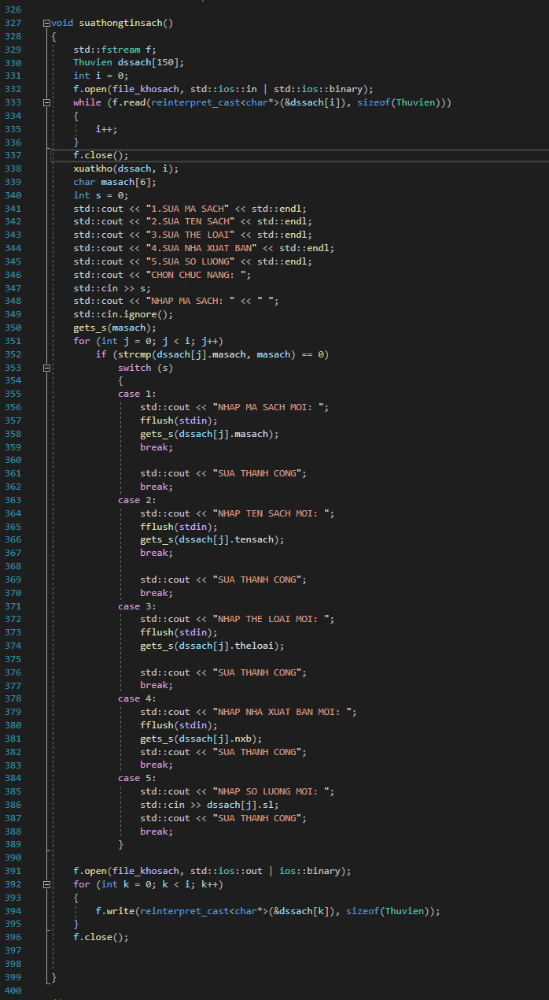 326
327 void suathongtinsach()
328 {
329     std::fstream f;
330     Thuvien dssach[150];
331     int i = 0;
332     f.open(file_khosach, std::ios::in | std::ios::binary);
333     while (f.read(reinterpret_cast<char*>(&dssach[i]), sizeof(Thuvien)))
334     {
335         i++;
336     }
337     f.close();
338     xuatkho(dssach, i);
339     char masach[6];
340     int s = 0;
341     std::cout << "1.SUA MA SACH" << std::endl;
342     std::cout << "2.SUA TEN SACH" << std::endl;
343     std::cout << "3.SUA THE LOAI" << std::endl;
344     std::cout << "4.SUA NHA XUAT BAN" << std::endl;
345     std::cout << "5.SUA SO LUONG" << std::endl;
346     std::cout << "CHON CHUC NANG: ";
347     std::cin >> s;
348     std::cout << "NHAP MA SACH: " << " ";
349     std::cin.ignore();
350     gets_s(masach);
351     for (int j = 0; j < i; j++)
352         if (strcmp(dssach[j].masach, masach) == 0)
353             switch (s)
354             {
355             case 1:
356                 std::cout << "NHAP MA SACH MOI: ";
357                 fflush(stdin);
358                 gets_s(dssach[j].masach);
359                 break;
360
361                 std::cout << "SUA THANH CONG";
362                 break;
363             case 2:
364                 std::cout << "NHAP TEN SACH MOI: ";
365                 fflush(stdin);
366                 gets_s(dssach[j].tensach);
367                 break;
368
369                 std::cout << "SUA THANH CONG";
370                 break;
371             case 3:
372                 std::cout << "NHAP THE LOAI MOI: ";
373                 fflush(stdin);
374                 gets_s(dssach[j].theloai);
375
376                 std::cout << "SUA THANH CONG";
377                 break;
378             case 4:
379                 std::cout << "NHAP NHA XUAT BAN MOI: ";
380                 fflush(stdin);
381                 gets_s(dssach[j].nxb);
382                 std::cout << "SUA THANH CONG";
383                 break;
384             case 5:
385                 std::cout << "NHAP SO LUONG MOI: ";
386                 std::cin >> dssach[j].sl;
387                 std::cout << "SUA THANH CONG";
388                 break;
389             }
390
391     f.open(file_khosach, std::ios::out | ios::binary);
392     for (int k = 0; k < i; k++)
393     {
394         f.write(reinterpret_cast<char*>(&dssach[k]), sizeof(Thuvien));
395     }
396     f.close();
397
398
399 }
400